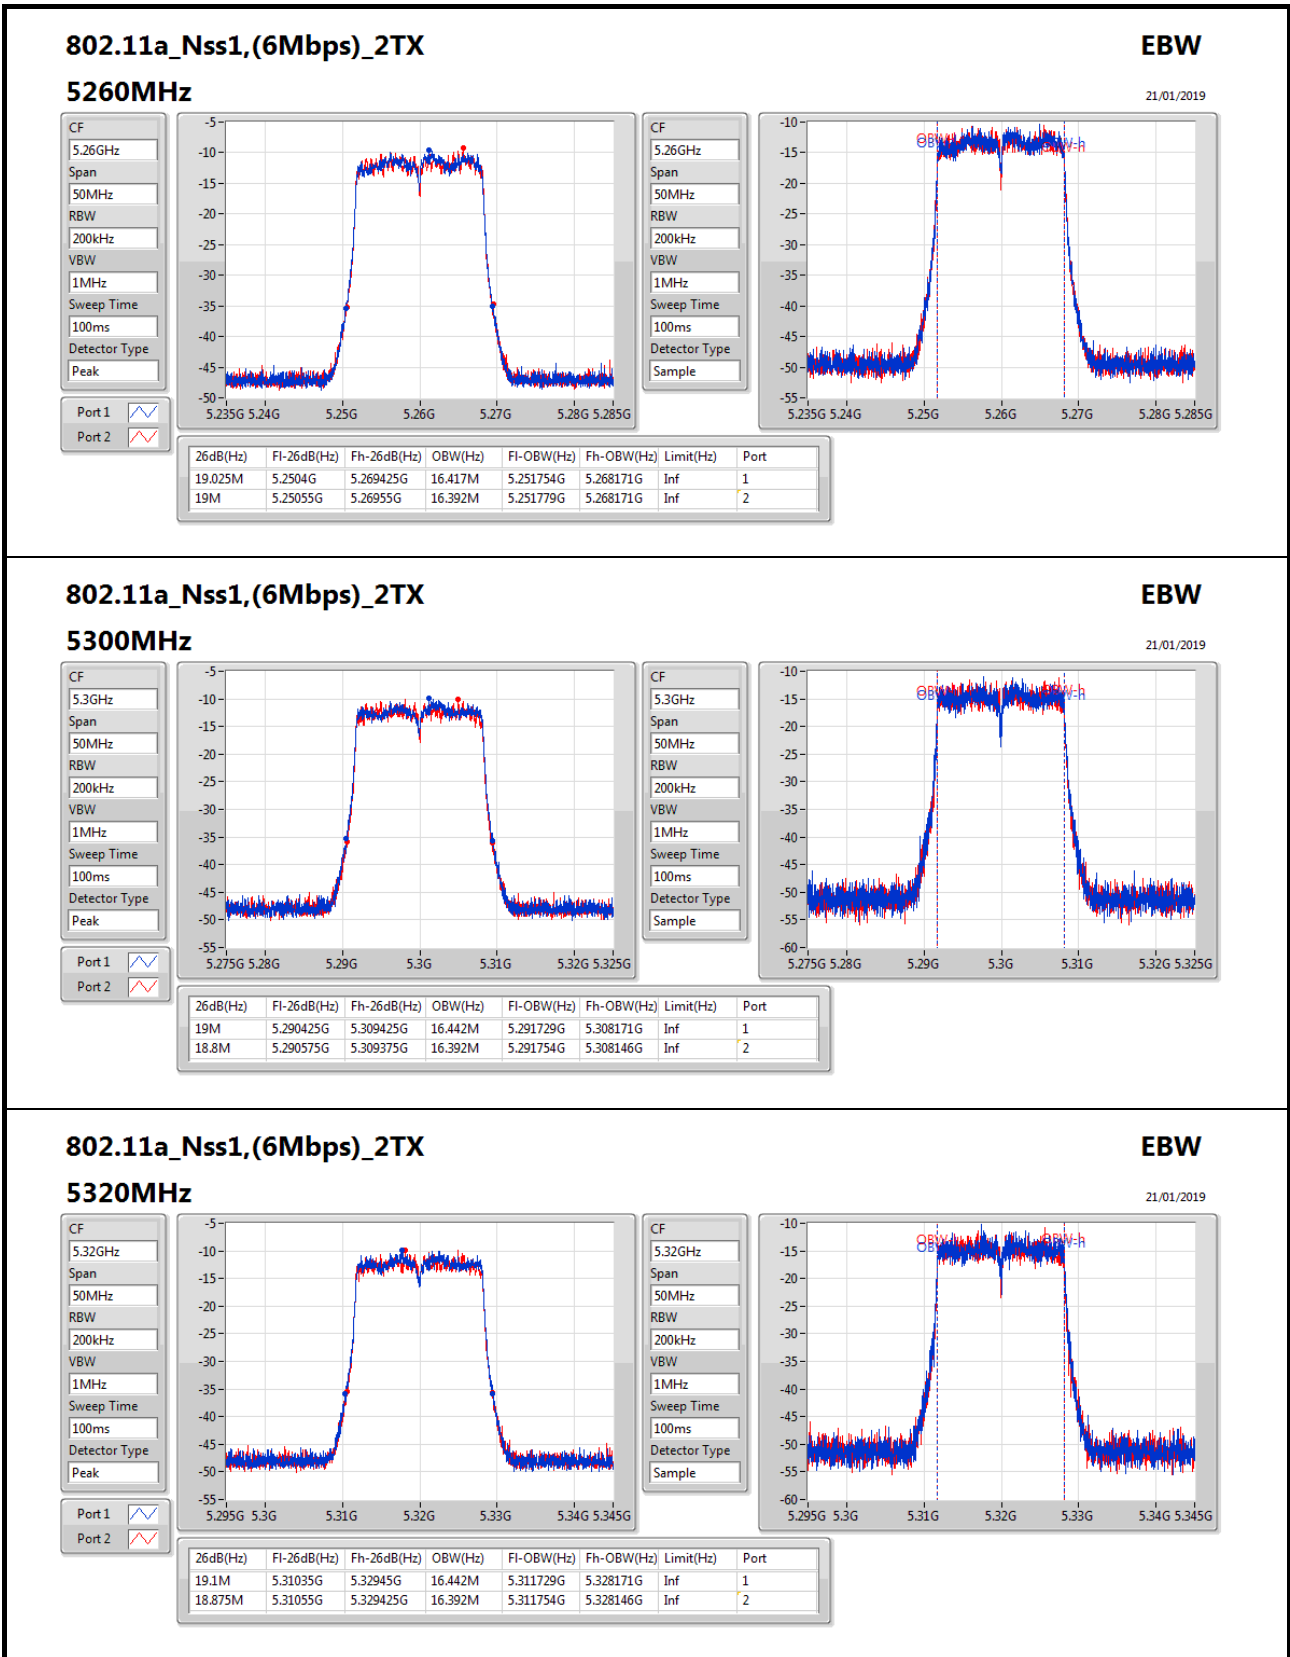 802.11a_Nss1,(6Mbps)_2TX EBW
5260MHz 21/01/2019
CF
5.26GHz
Span
50MHz
RBW
200kHz
VBW
1MHz
Sweep Time
100ms
Detector Type
Peak
Port 1
Port 2
-5
-10
-15
-20
-25
-30
-35
-40
-45
-50
5.235G 5.24G 5.25G 5.26G 5.27G 5.28G 5.285G
CF
5.26GHz
Span
50MHz
RBW
200kHz
VBW
1MHz
Sweep Time
100ms
Detector Type
Sample
-10
-15
-20
-25
-30
-35
-40
-45
-50
-55
5.235G 5.24G 5.25G 5.26G 5.27G 5.28G 5.285G
26dB(Hz) Fl-26dB(Hz) Fh-26dB(Hz) OBW(Hz) Fl-OBW(Hz) Fh-OBW(Hz) Limit(Hz) Port
19.025M 5.2504G 5.269425G 16.417M 5.251754G 5.268171G Inf 1
19M 5.25055G 5.26955G 16.392M 5.251779G 5.268171G Inf 2
802.11a_Nss1,(6Mbps)_2TX EBW
5300MHz 21/01/2019
CF
5.3GHz
Span
50MHz
RBW
200kHz
VBW
1MHz
Sweep Time
100ms
Detector Type
Peak
Port 1
Port 2
-5
-10
-15
-20
-25
-30
-35
-40
-45
-50
-55
5.275G 5.28G 5.29G 5.3G 5.31G 5.32G 5.325G
CF
5.3GHz
Span
50MHz
RBW
200kHz
VBW
1MHz
Sweep Time
100ms
Detector Type
Sample
-10
-15
-20
-25
-30
-35
-40
-45
-50
-55
-60
5.275G 5.28G 5.29G 5.3G 5.31G 5.32G 5.325G
26dB(Hz) Fl-26dB(Hz) Fh-26dB(Hz) OBW(Hz) Fl-OBW(Hz) Fh-OBW(Hz) Limit(Hz) Port
19M 5.290425G 5.309425G 16.442M 5.291729G 5.308171G Inf 1
18.8M 5.290575G 5.309375G 16.392M 5.291754G 5.308146G Inf 2
802.11a_Nss1,(6Mbps)_2TX EBW
5320MHz 21/01/2019
CF
5.32GHz
Span
50MHz
RBW
200kHz
VBW
1MHz
Sweep Time
100ms
Detector Type
Peak
Port 1
Port 2
-5
-10
-15
-20
-25
-30
-35
-40
-45
-50
-55
5.295G 5.3G 5.31G 5.32G 5.33G 5.34G 5.345G
CF
5.32GHz
Span
50MHz
RBW
200kHz
VBW
1MHz
Sweep Time
100ms
Detector Type
Sample
-10
-15
-20
-25
-30
-35
-40
-45
-50
-55
-60
5.295G 5.3G 5.31G 5.32G 5.33G 5.34G 5.345G
26dB(Hz) Fl-26dB(Hz) Fh-26dB(Hz) OBW(Hz) Fl-OBW(Hz) Fh-OBW(Hz) Limit(Hz) Port
19.1M 5.31035G 5.32945G 16.442M 5.311729G 5.328171G Inf 1
18.875M 5.31055G 5.329425G 16.392M 5.311754G 5.328146G Inf 2